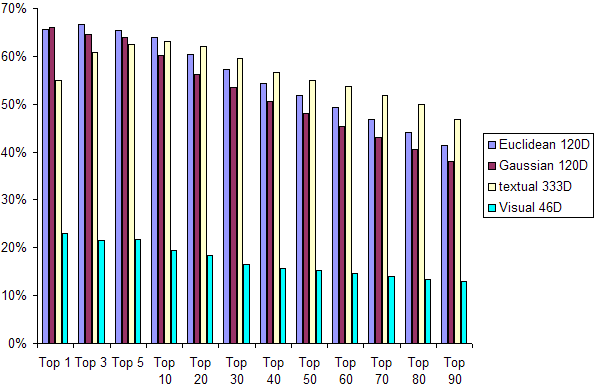 70%
60%
50%
40%
30%
20%
10%
0%
Top 1 Top 3 Top 5 Top Top Top Top Top Top Top Top Top
10 20 30 40 50 60 70 80 90
Euclidean 120D
Gaussian 120D
textual 333D
Visual 46D